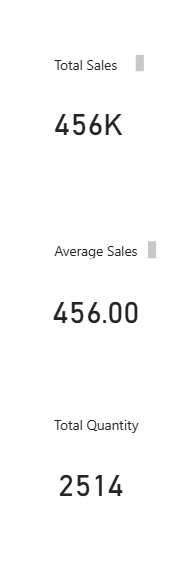 Total Sales
456K
Average Sales
456.00
Total Quantity
2514